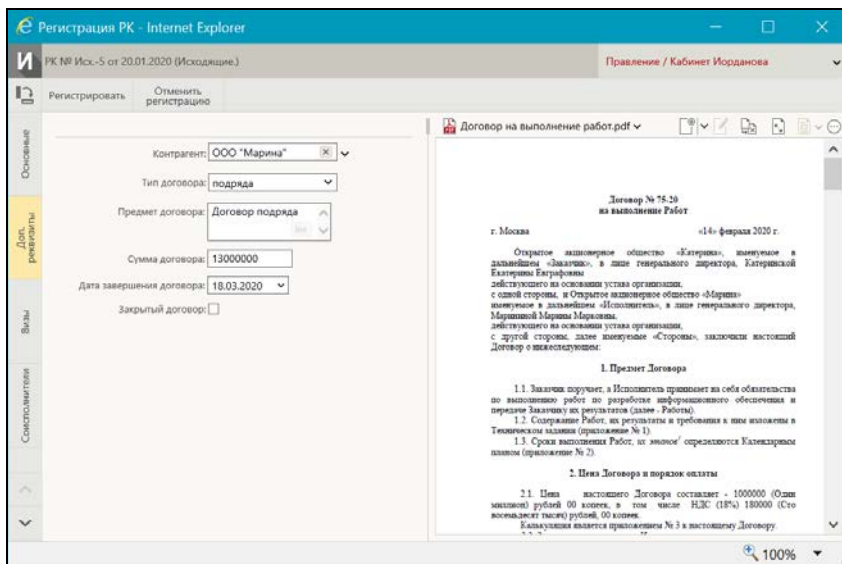 Регистрация РК - Internet Explorer
РК № Исх.-5 от 20.01.2020 (Исходящие.)
Правление / Кабинет Иорданова
Регистрировать
Отменить
регистрацию
Основные
Доп.
реквизиты
Визы
Соисполнители
Контрагент: ООО "Марина"
Тип договора: подряда
Предмет договора: Договор подряда
Сумма договора: 13000000
Дата завершения договора: 18.03.2020
Закрытый договор:
Договор на выполнение работ.pdf
Договор № 75-20
на выполнение Работ
г. Москва «14» февраля 2020 г.
Открытое акционерное общество «Катерина», именуемое в
дальнейшем «Заказчик», в лице генерального директора, Катеринской
Екатерины Евграфовны
действующего на основании устава организации,
с одной стороны, и Открытое акционерное общество «Марина»
именуемое в дальнейшем «Исполнитель», в лице генерального директора,
Марининой Марины Марковны,
действующего на основании устава организации,
с другой стороны, далее именуемые «Стороны», заключили настоящий
Договор о нижеследующем:
1. Предмет Договора
1.1. Заказчик поручает, а Исполнитель принимает на себя обязательства
по выполнению работ по разработке информационного обеспечения и
передаче Заказчику их результатов (далее - Работы).
1.2. Содержание Работ, их результаты и требования к ним изложены в
Техническом задании (приложение № 1).
1.3. Сроки выполнения Работ, их этапов определяются Календарным
планом (приложение № 2).
2. Цена Договора и порядок оплаты
2.1. Цена настоящего Договора составляет - 1000000 (Один
миллион) рублей 00 копеек, в том числе НДС (18%) 180000 (Сто
восемьдесят тысяч) рублей, 00 копеек.
Калькуляция является приложением № 3 к настоящему Договору.
100%